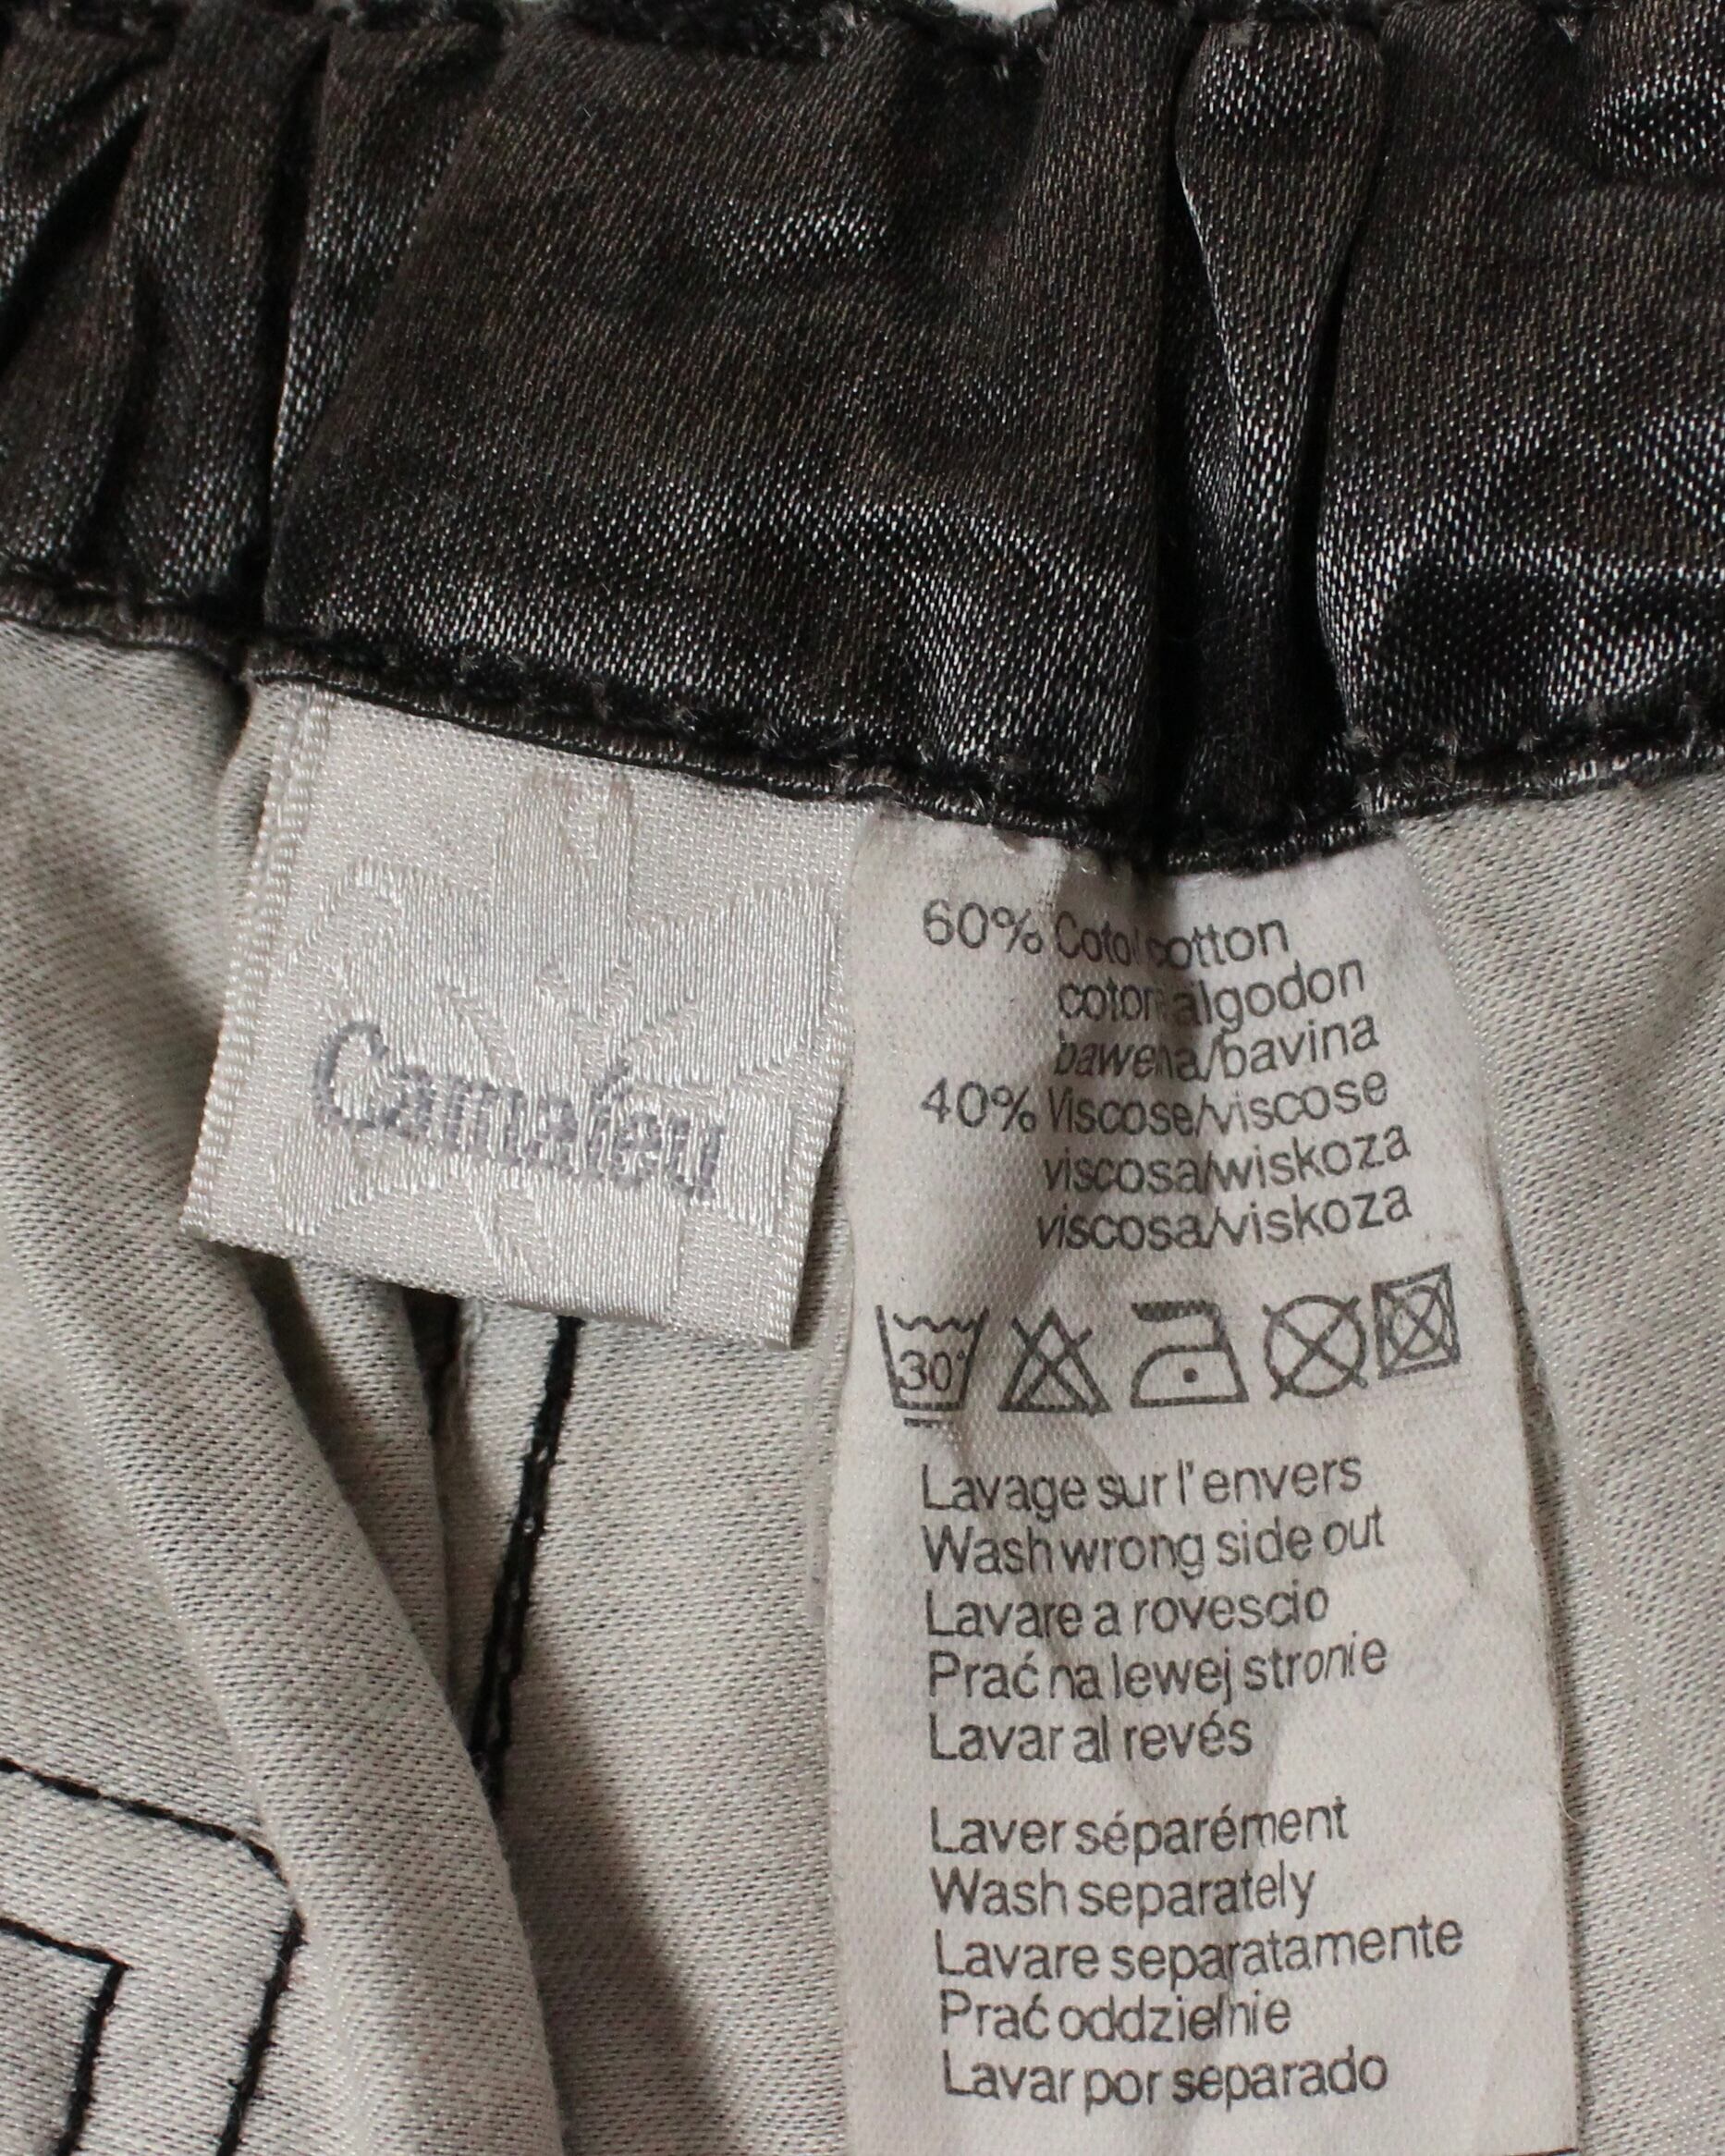 Camaïeu
60% Coton/cotton
coton/algodon
bawełna/bavlna
40% Viscose/viscose
viscosa/wiskoza
viscosa/viskoza
30°
Lavage sur l'envers
Wash wrong side out
Lavare a rovescio
Prać na lewej stronie
Lavar al revés
Laver séparément
Wash separately
Lavare separatamente
Prać oddzielnie
Lavar por separado